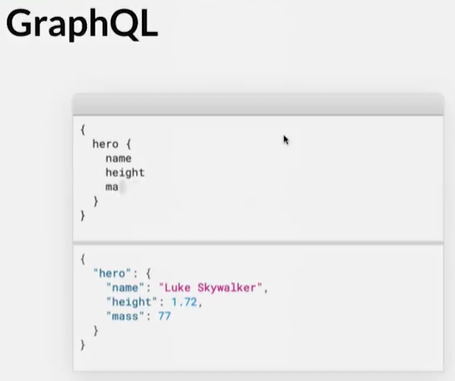 GraphQL
{
  hero {
    name
    height
    ma
  }
}
{
  "hero": {
    "name": "Luke Skywalker",
    "height": 1.72,
    "mass": 77
  }
}